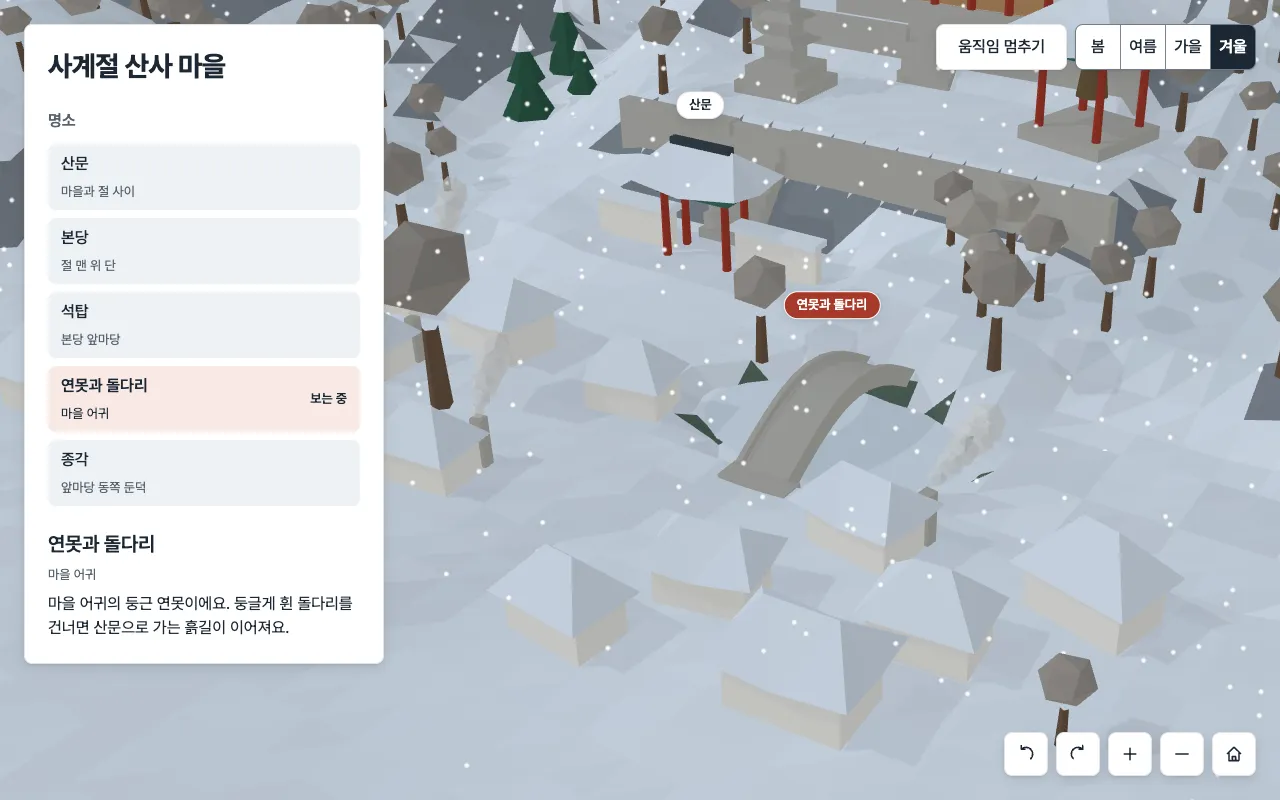 사계절 산사 마을
명소
산문
마을과 절 사이
본당
절 맨 위 단
석탑
본당 앞마당
연못과 돌다리
마을 어귀
보는 중
종각
앞마당 동쪽 둔덕
연못과 돌다리
마을 어귀
마을 어귀의 둥근 연못이에요. 둥글게 휜 돌다리를
건너면 산문으로 가는 흙길이 이어져요.
움직임 멈추기
봄
여름
가을
겨울
산문
연못과 돌다리